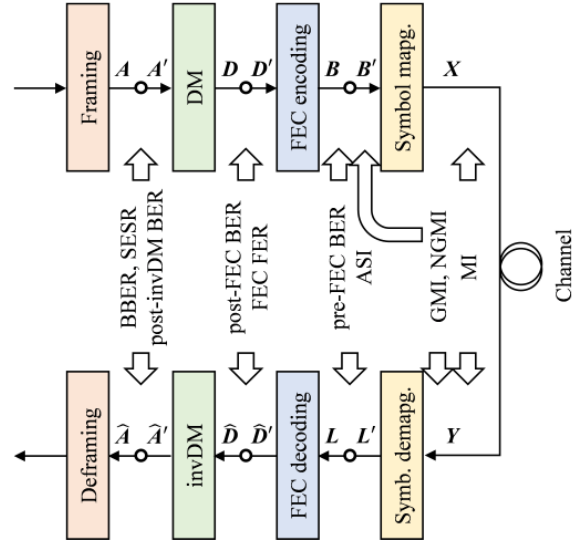 Framing
A A′
DM
D D′
FEC encoding
B B′
Symbol mapg.
X
BBER, SESR
post-invDM BER
post-FEC BER
FEC FER
pre-FEC BER
ASI
GMI, NGMI
MI
Channel
Deframing
Â Â′
invDM
D̂ D̂′
FEC decoding
L L′
Symb. demapg.
Y